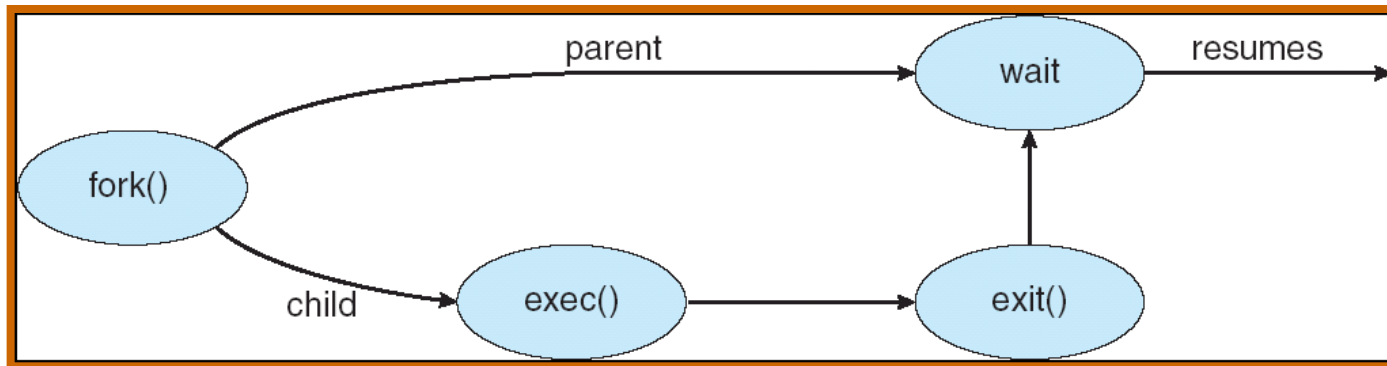 parent
wait
resumes
fork()
child
exec()
exit()